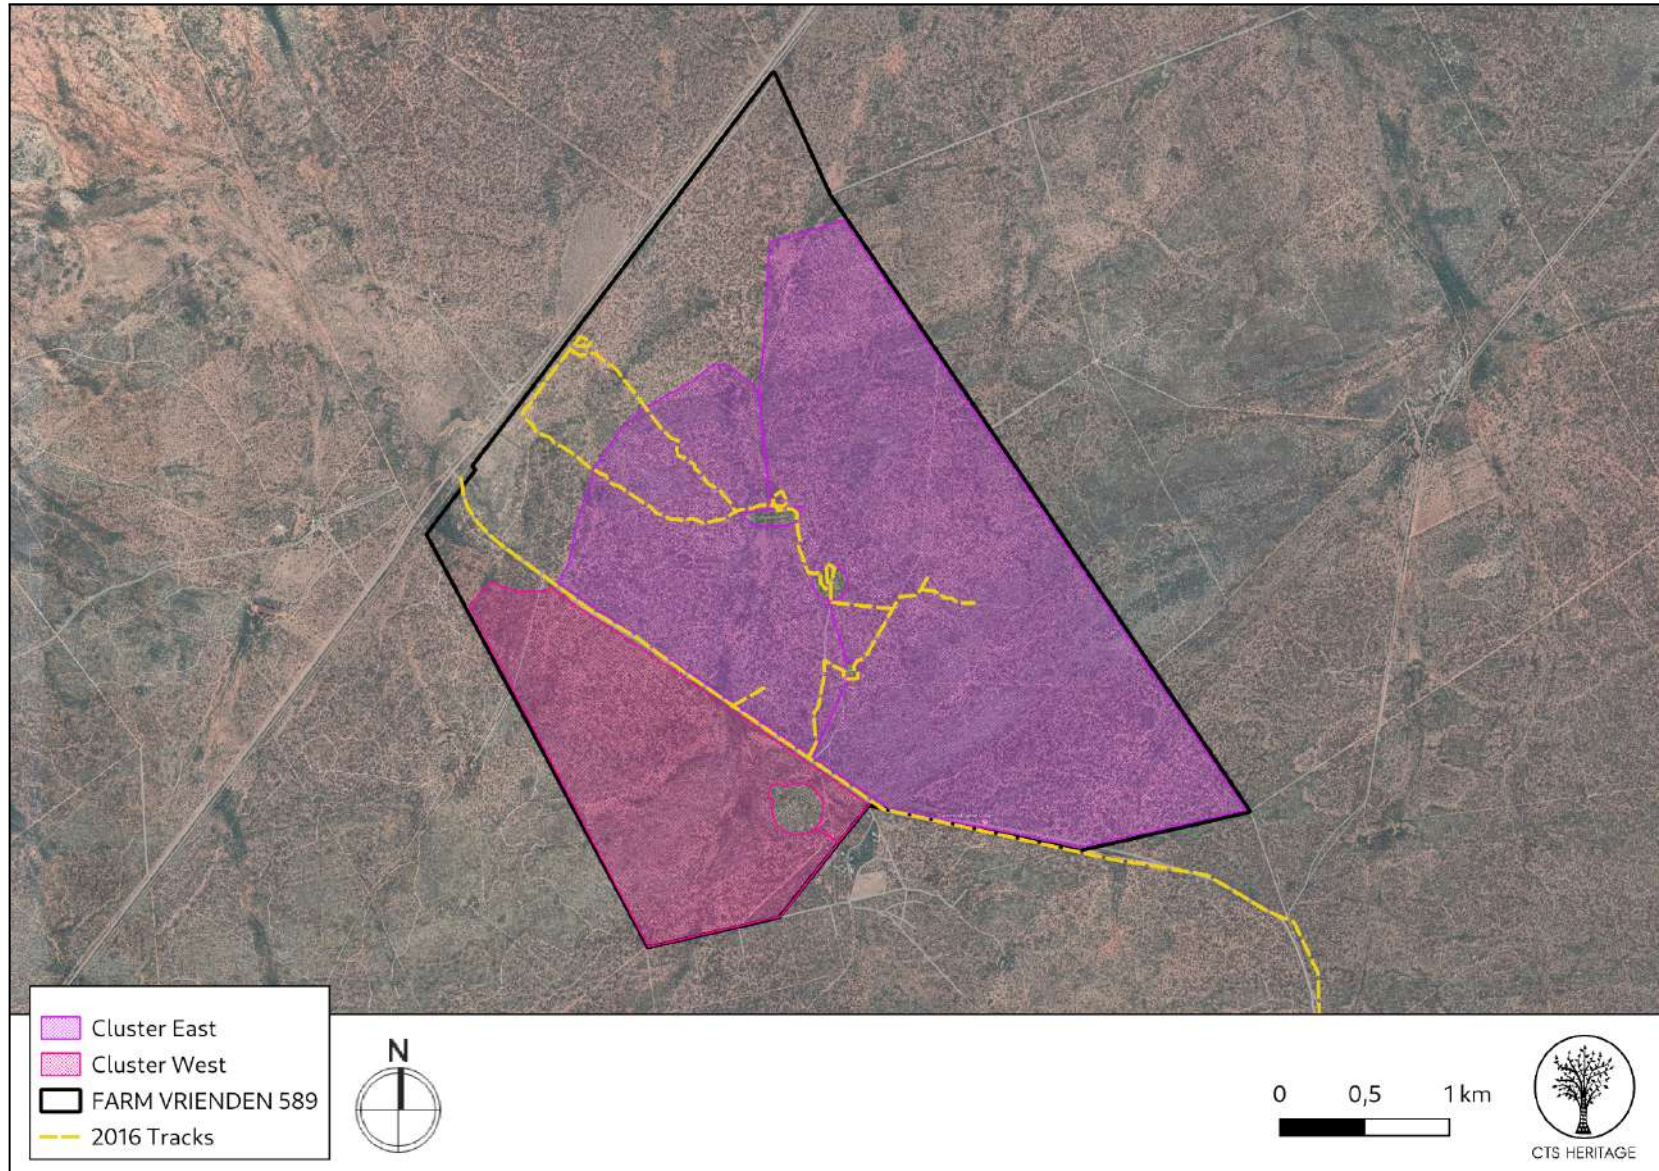 Cluster East
Cluster West
FARM VRIENDEN 589
2016 Tracks
N
0 0,5 1 km
CTS HERITAGE